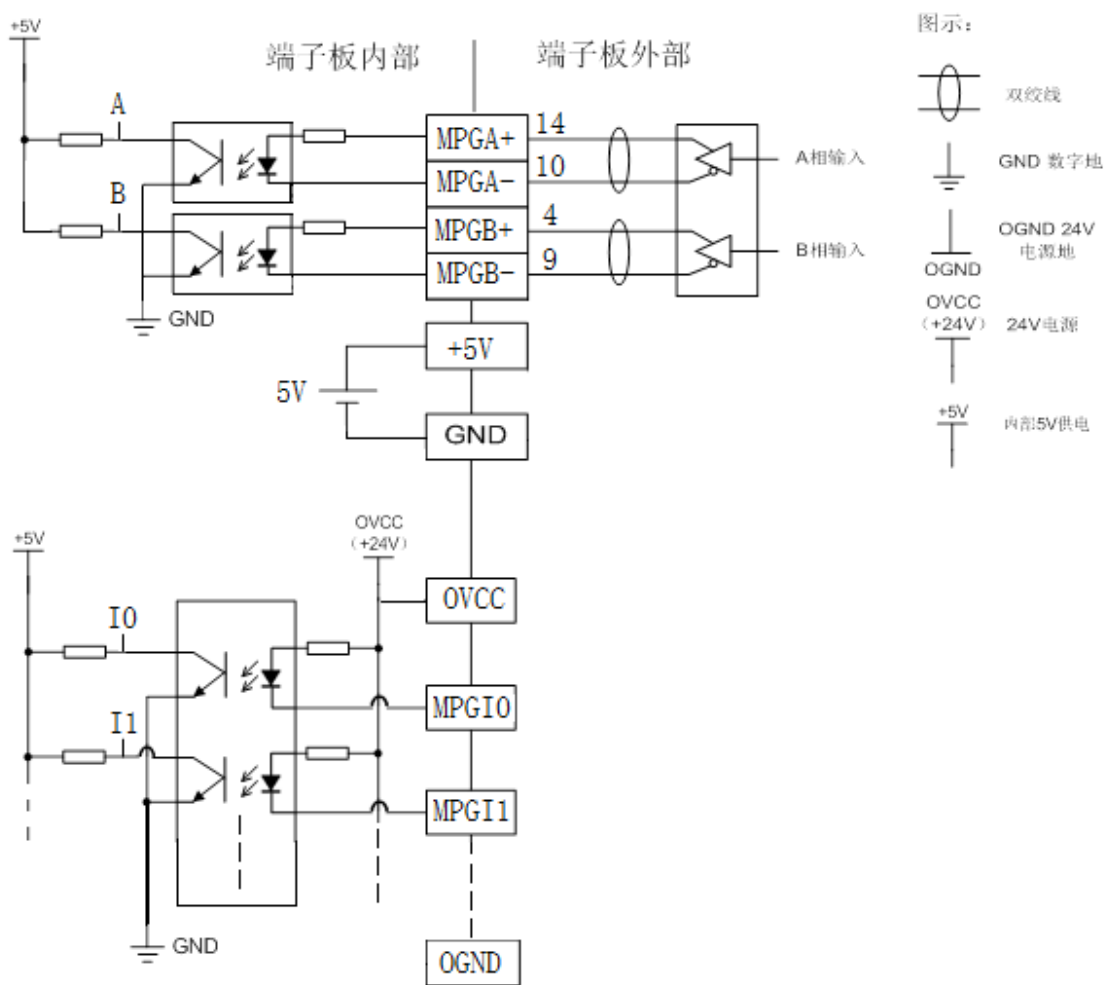 +5V
端子板内部
端子板外部
图示：
A
MPGA+
14
双绞线
MPGA-
10
A相输入
GND 数字地
B
MPGB+
4
MPGB-
9
B相输入
OGND 24V
电源地
OGND
GND
OVCC
(+24V)
24V电源
+5V
5V
GND
+5V
内部5V供电
+5V
OVCC
(+24V)
OVCC
I0
MPGI0
I1
MPGI1
GND
OGND